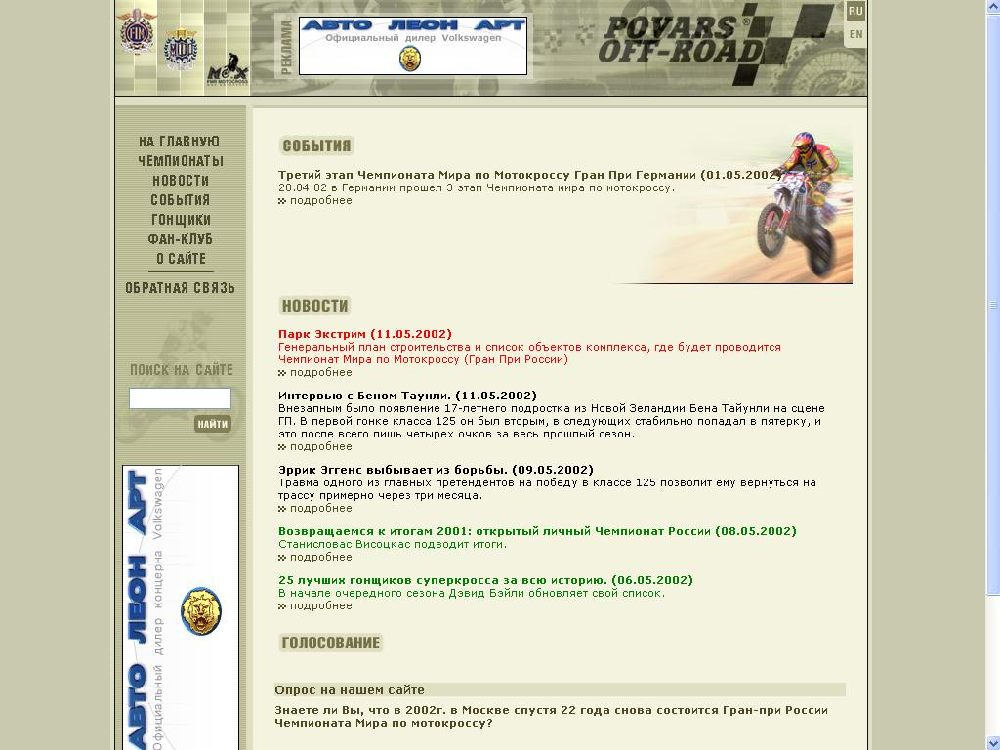 FIM
РЕКЛАМА
АВТО ЛЕОН АРТ
Официальный дилер Volkswagen
POVARS®
OFF-ROAD
RU
EN
НА ГЛАВНУЮ
ЧЕМПИОНАТЫ
НОВОСТИ
СОБЫТИЯ
ГОНЩИКИ
ФАН-КЛУБ
О САЙТЕ
ОБРАТНАЯ СВЯЗЬ
ПОИСК НА САЙТЕ
НАЙТИ
АВТО ЛЕОН АРТ
Официальный дилер концерна Volkswagen
СОБЫТИЯ
Третий этап Чемпионата Мира по Мотокроссу Гран При Германии (01.05.2002)
28.04.02 в Германии прошел 3 этап Чемпионата мира по мотокроссу.
подробнее
НОВОСТИ
Парк Экстрим (11.05.2002)
Генеральный план строительства и список объектов комплекса, где будет проводится
Чемпионат Мира по Мотокроссу (Гран При России)
подробнее
Интервью с Беном Таунли. (11.05.2002)
Внезапным было появление 17-летнего подростка из Новой Зеландии Бена Тайунли на сцене
ГП. В первой гонке класса 125 он был вторым, в следующих стабильно попадал в пятерку, и
это после всего лишь четырех очков за весь прошлый сезон.
подробнее
Эррик Эггенс выбывает из борьбы. (09.05.2002)
Травма одного из главных претендентов на победу в классе 125 позволит ему вернуться на
трассу примерно через три месяца.
подробнее
Возвращаемся к итогам 2001: открытый личный Чемпионат России (08.05.2002)
Станисловас Висоцкас подводит итоги.
подробнее
25 лучших гонщиков суперкросса за всю историю. (06.05.2002)
В начале очередного сезона Дэвид Бэйли обновляет свой список.
подробнее
ГОЛОСОВАНИЕ
Опрос на нашем сайте
Знаете ли Вы, что в 2002г. в Москве спустя 22 года снова состоится Гран-при России
Чемпионата Мира по мотокроссу?